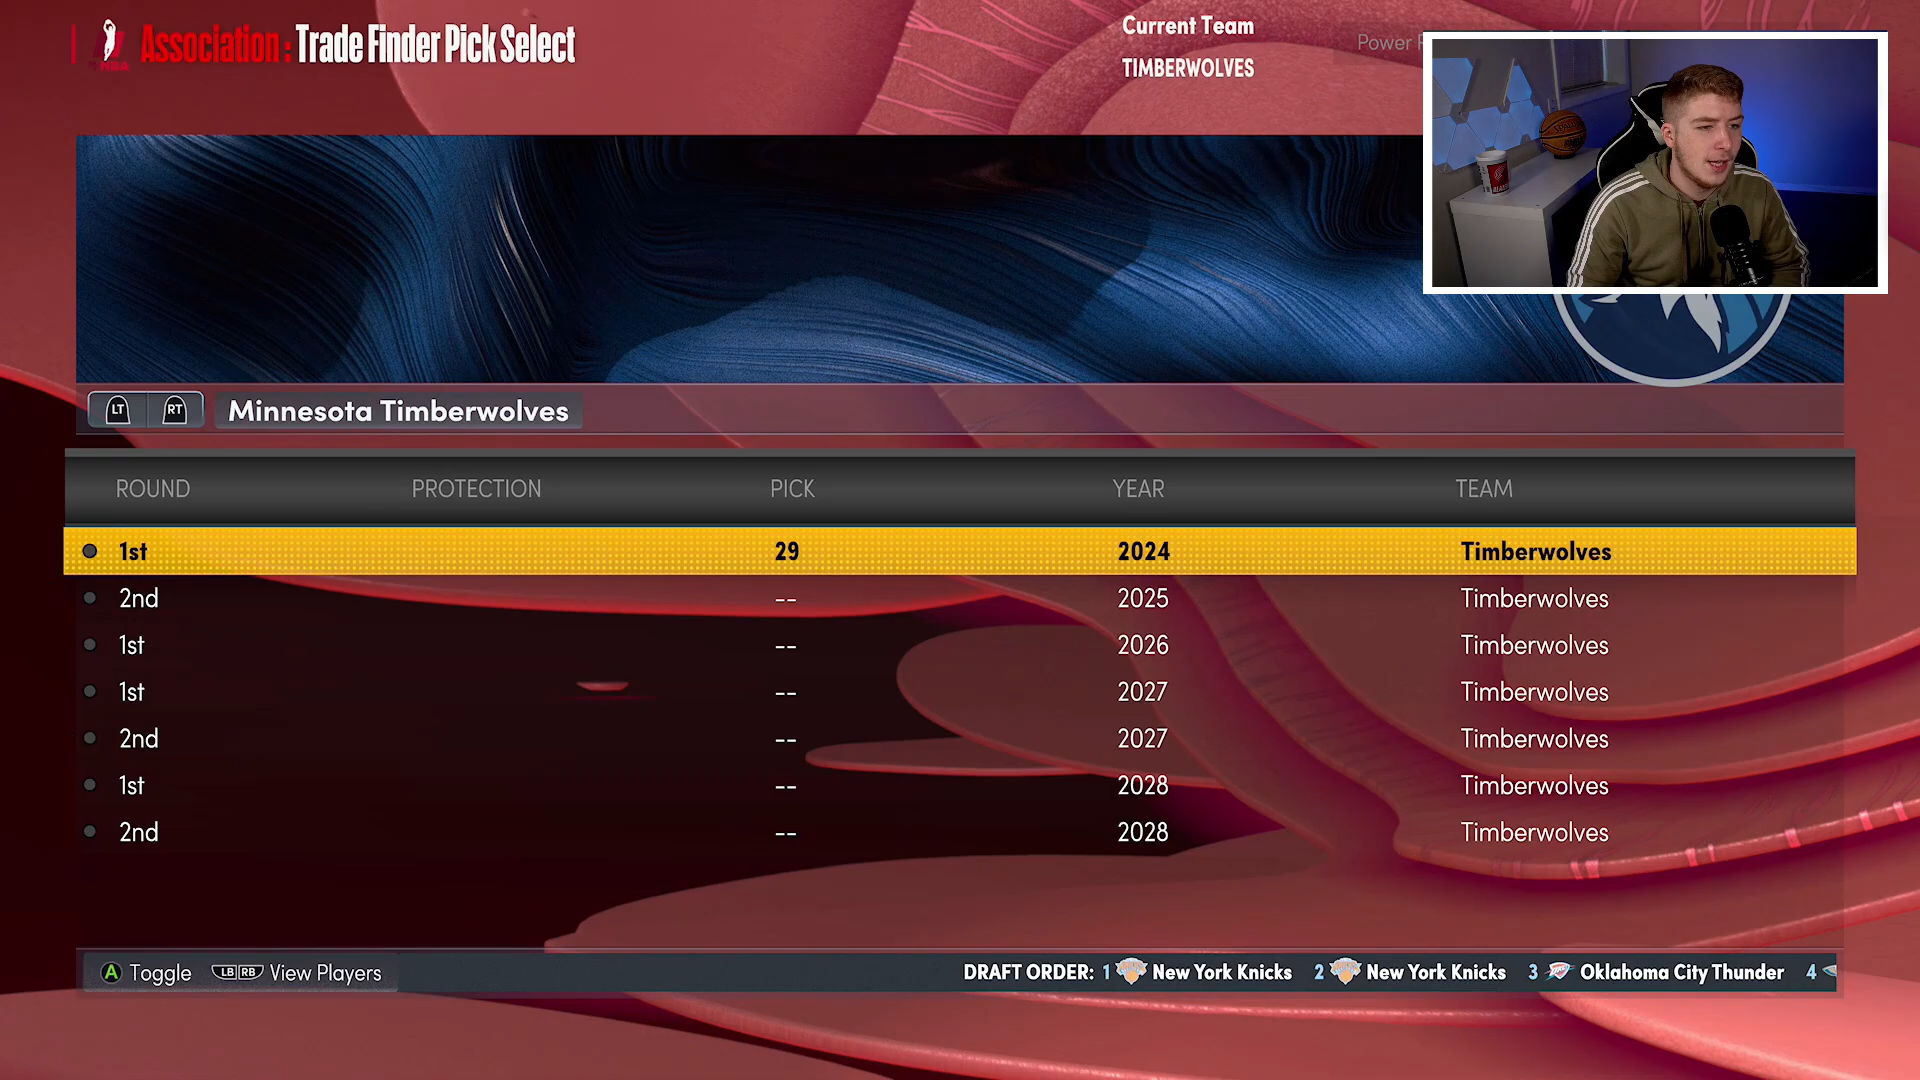 Association : Trade Finder Pick Select
Current Team
TIMBERWOLVES
Power
LT RT Minnesota Timberwolves
ROUND PROTECTION PICK YEAR TEAM
1st 29 2024 Timberwolves
2nd -- 2025 Timberwolves
1st -- 2026 Timberwolves
1st -- 2027 Timberwolves
2nd -- 2027 Timberwolves
1st -- 2028 Timberwolves
2nd -- 2028 Timberwolves
A Toggle LB RB View Players
DRAFT ORDER: 1 New York Knicks 2 New York Knicks 3 Oklahoma City Thunder 4